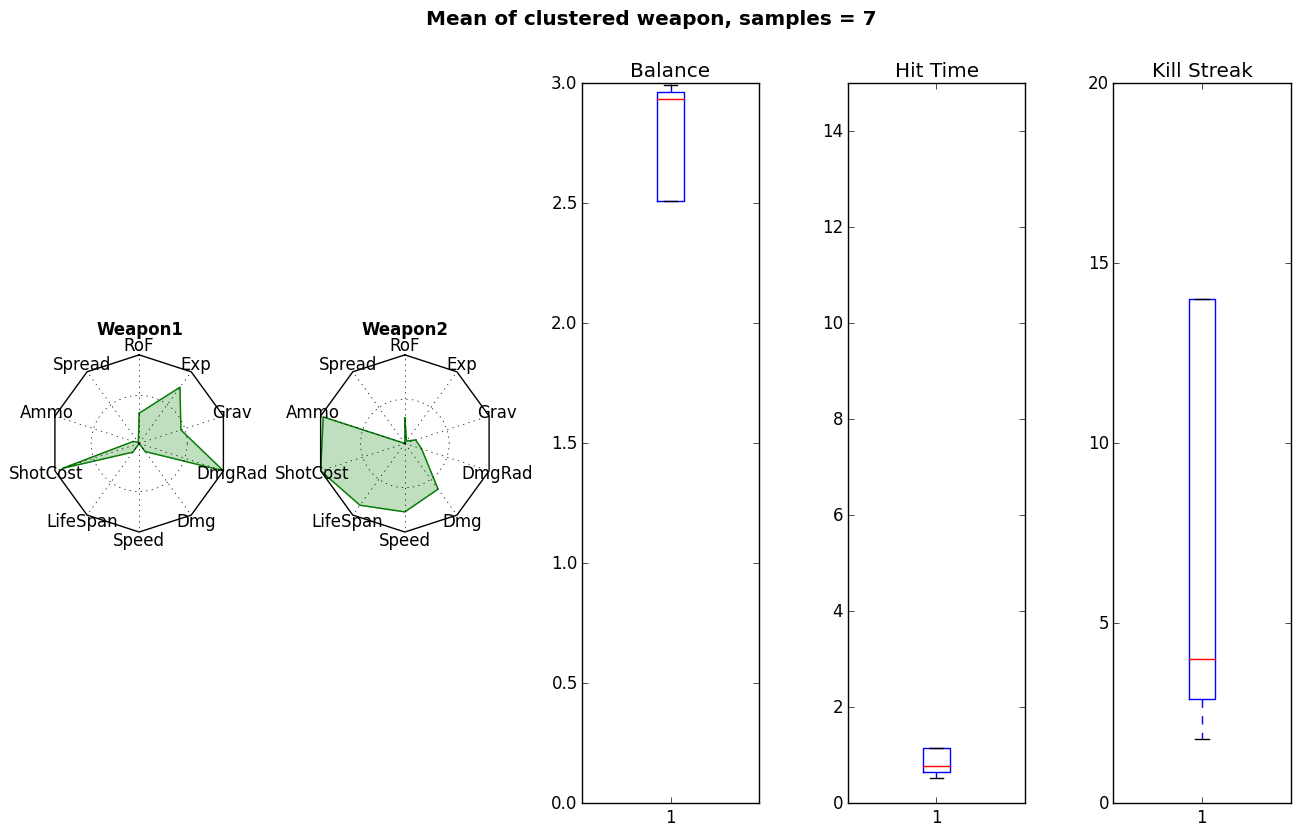 Mean of clustered weapon, samples = 7
Weapon1
RoF
Spread
Exp
Ammo
Grav
ShotCost
DmgRad
LifeSpan
Dmg
Speed
Weapon2
RoF
Spread
Exp
Ammo
Grav
ShotCost
DmgRad
LifeSpan
Dmg
Speed
Balance
3.0
2.5
2.0
1.5
1.0
0.5
0.0
1
Hit Time
14
12
10
8
6
4
2
0
1
Kill Streak
20
15
10
5
0
1